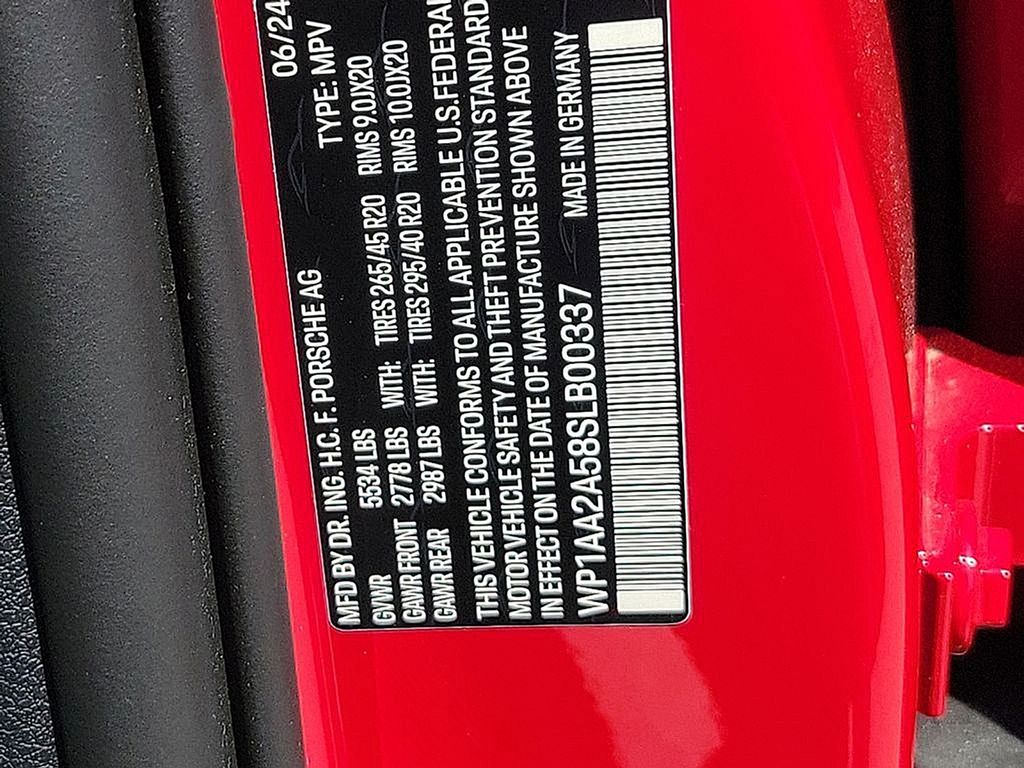 MFD BY DR. ING. H.C. F. PORSCHE AG 06/24
GVWR 5534 LBS TYPE: MPV
GAWR FRONT 2778 LBS WITH: TIRES 265/45 R20 RIMS 9.0JX20
GAWR REAR 2987 LBS WITH: TIRES 295/40 R20 RIMS 10.0JX20
THIS VEHICLE CONFORMS TO ALL APPLICABLE U.S. FEDERAL
MOTOR VEHICLE SAFETY AND THEFT PREVENTION STANDARD
IN EFFECT ON THE DATE OF MANUFACTURE SHOWN ABOVE
WP1AA2A58SLB00337 MADE IN GERMANY